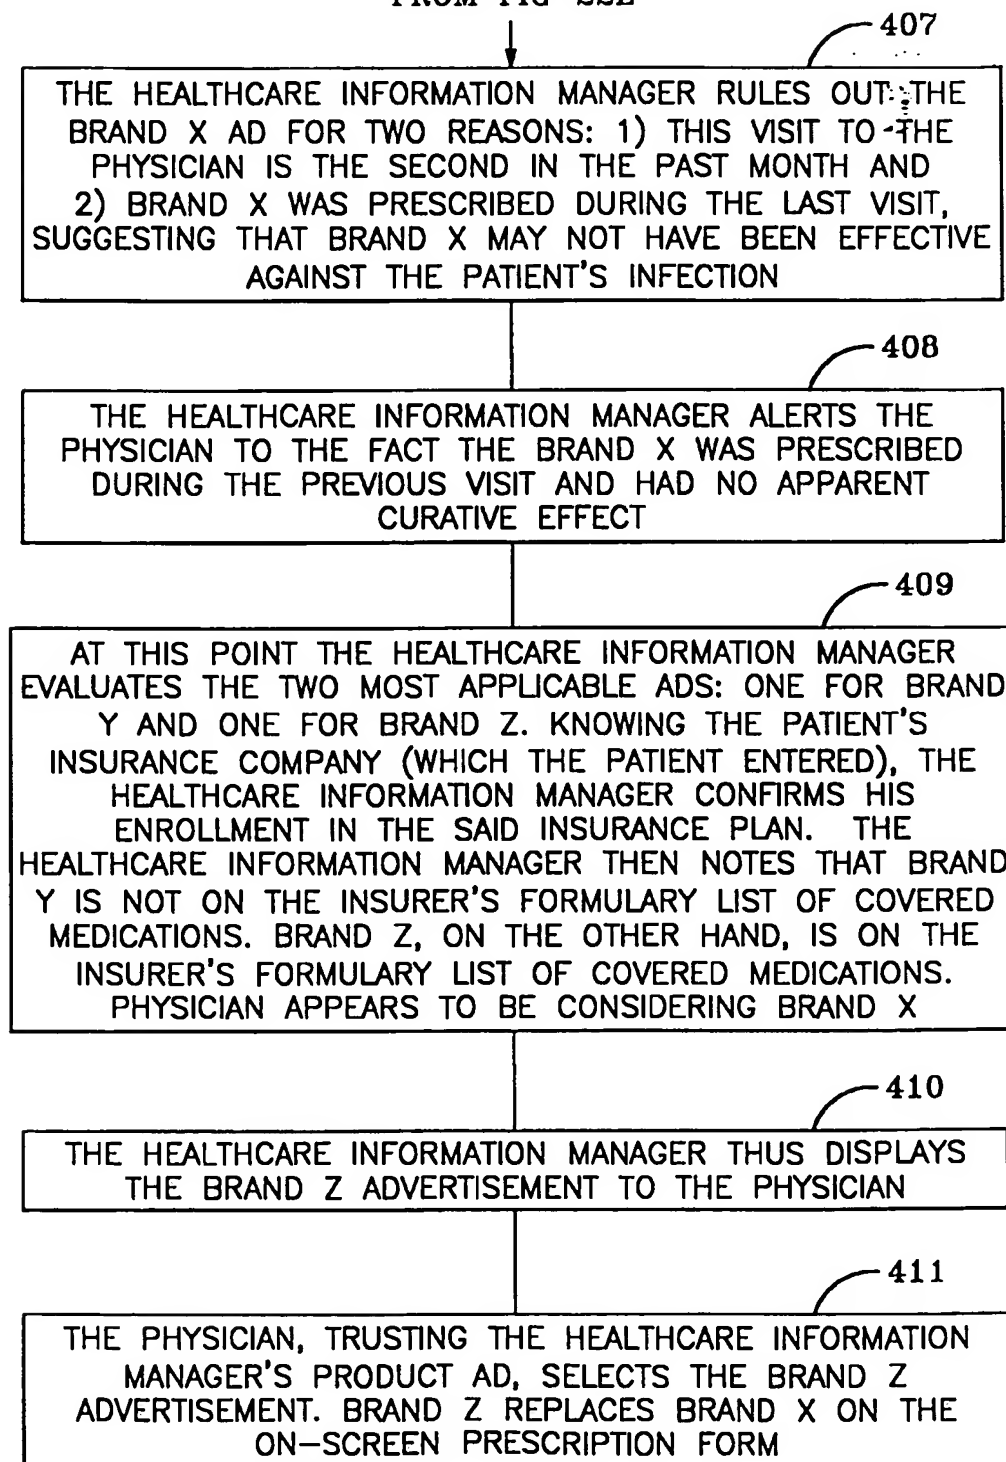 FROM FIG 22E
407
THE HEALTHCARE INFORMATION MANAGER RULES OUT THE
BRAND X AD FOR TWO REASONS: 1) THIS VISIT TO THE
PHYSICIAN IS THE SECOND IN THE PAST MONTH AND
2) BRAND X WAS PRESCRIBED DURING THE LAST VISIT,
SUGGESTING THAT BRAND X MAY NOT HAVE BEEN EFFECTIVE
AGAINST THE PATIENT'S INFECTION
408
THE HEALTHCARE INFORMATION MANAGER ALERTS THE
PHYSICIAN TO THE FACT THE BRAND X WAS PRESCRIBED
DURING THE PREVIOUS VISIT AND HAD NO APPARENT
CURATIVE EFFECT
409
AT THIS POINT THE HEALTHCARE INFORMATION MANAGER
EVALUATES THE TWO MOST APPLICABLE ADS: ONE FOR BRAND
Y AND ONE FOR BRAND Z. KNOWING THE PATIENT'S
INSURANCE COMPANY (WHICH THE PATIENT ENTERED), THE
HEALTHCARE INFORMATION MANAGER CONFIRMS HIS
ENROLLMENT IN THE SAID INSURANCE PLAN. THE
HEALTHCARE INFORMATION MANAGER THEN NOTES THAT BRAND
Y IS NOT ON THE INSURER'S FORMULARY LIST OF COVERED
MEDICATIONS. BRAND Z, ON THE OTHER HAND, IS ON THE
INSURER'S FORMULARY LIST OF COVERED MEDICATIONS.
PHYSICIAN APPEARS TO BE CONSIDERING BRAND X
410
THE HEALTHCARE INFORMATION MANAGER THUS DISPLAYS
THE BRAND Z ADVERTISEMENT TO THE PHYSICIAN
411
THE PHYSICIAN, TRUSTING THE HEALTHCARE INFORMATION
MANAGER'S PRODUCT AD, SELECTS THE BRAND Z
ADVERTISEMENT. BRAND Z REPLACES BRAND X ON THE
ON-SCREEN PRESCRIPTION FORM